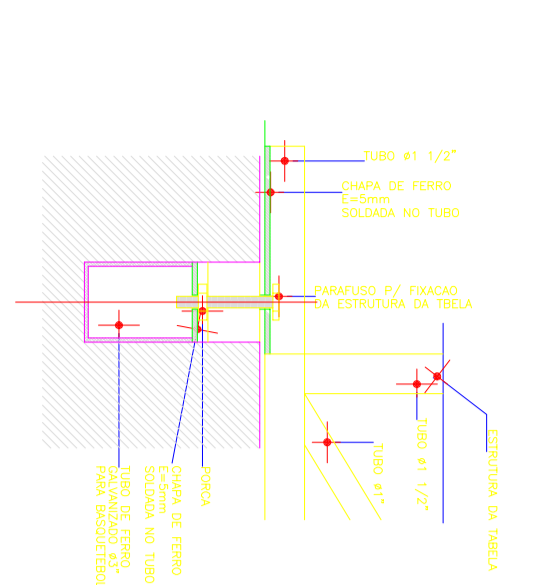 TUBO ø1 1/2"
CHAPA DE FERRO
E=5mm
SOLDADA NO TUBO
PARAFUSO P/ FIXACAO
DA ESTRUTURA DA TBELA
ESTRUTURA DA TABELA
TUBO ø1 1/2"
TUBO ø1"
PORCA
CHAPA DE FERRO
E=5mm
SOLDADA NO TUBO
TUBO DE FERRO
GALVANIZADO ø3"
PARA BASQUETEBOL